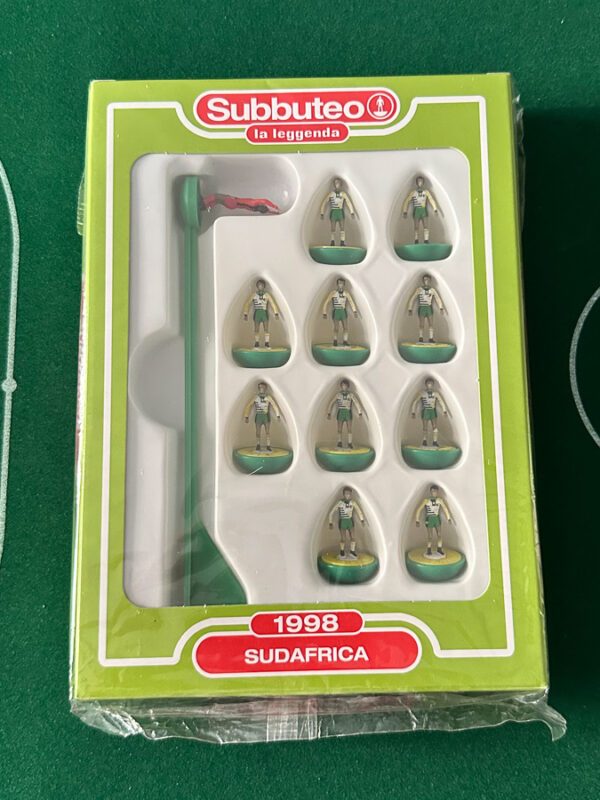 Subbuteo
la leggenda
1998
SUDAFRICA